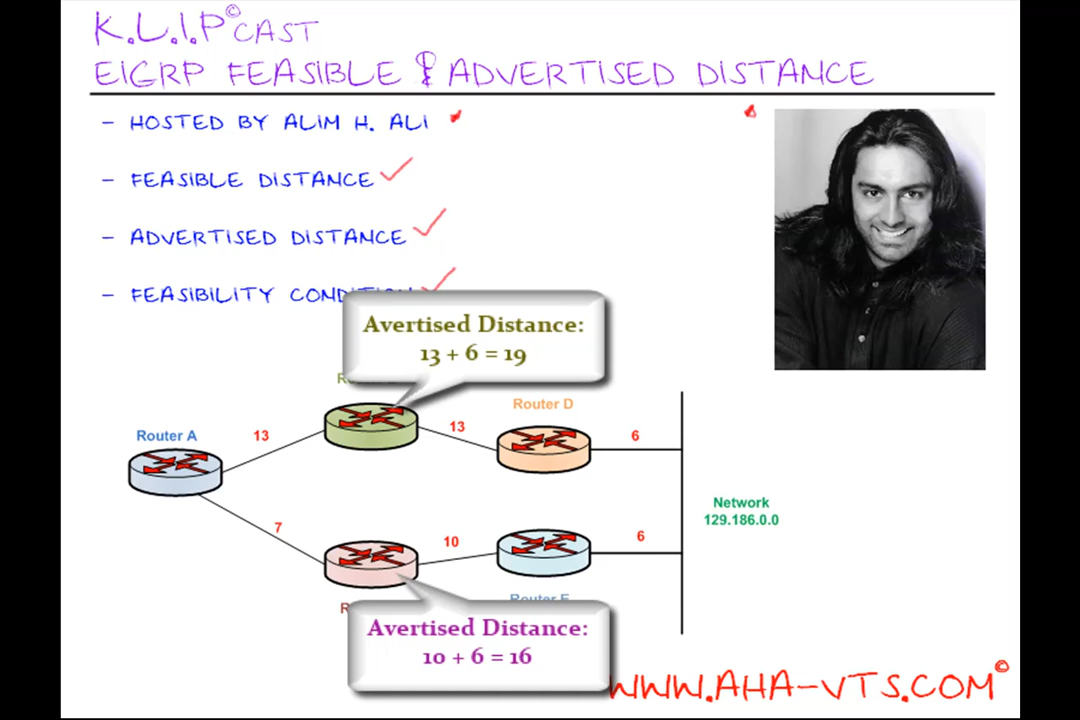 K.L.I.P© CAST
EIGRP FEASIBLE & ADVERTISED DISTANCE
- HOSTED BY ALIM H. ALI
- FEASIBLE DISTANCE
- ADVERTISED DISTANCE
- FEASIBILITY CONDITION
Avertised Distance:
13 + 6 = 19
Router D
Router A
13
13
6
Network
129.186.0.0
7
10
6
Avertised Distance:
10 + 6 = 16
WWW.AHA-VTS.COM©